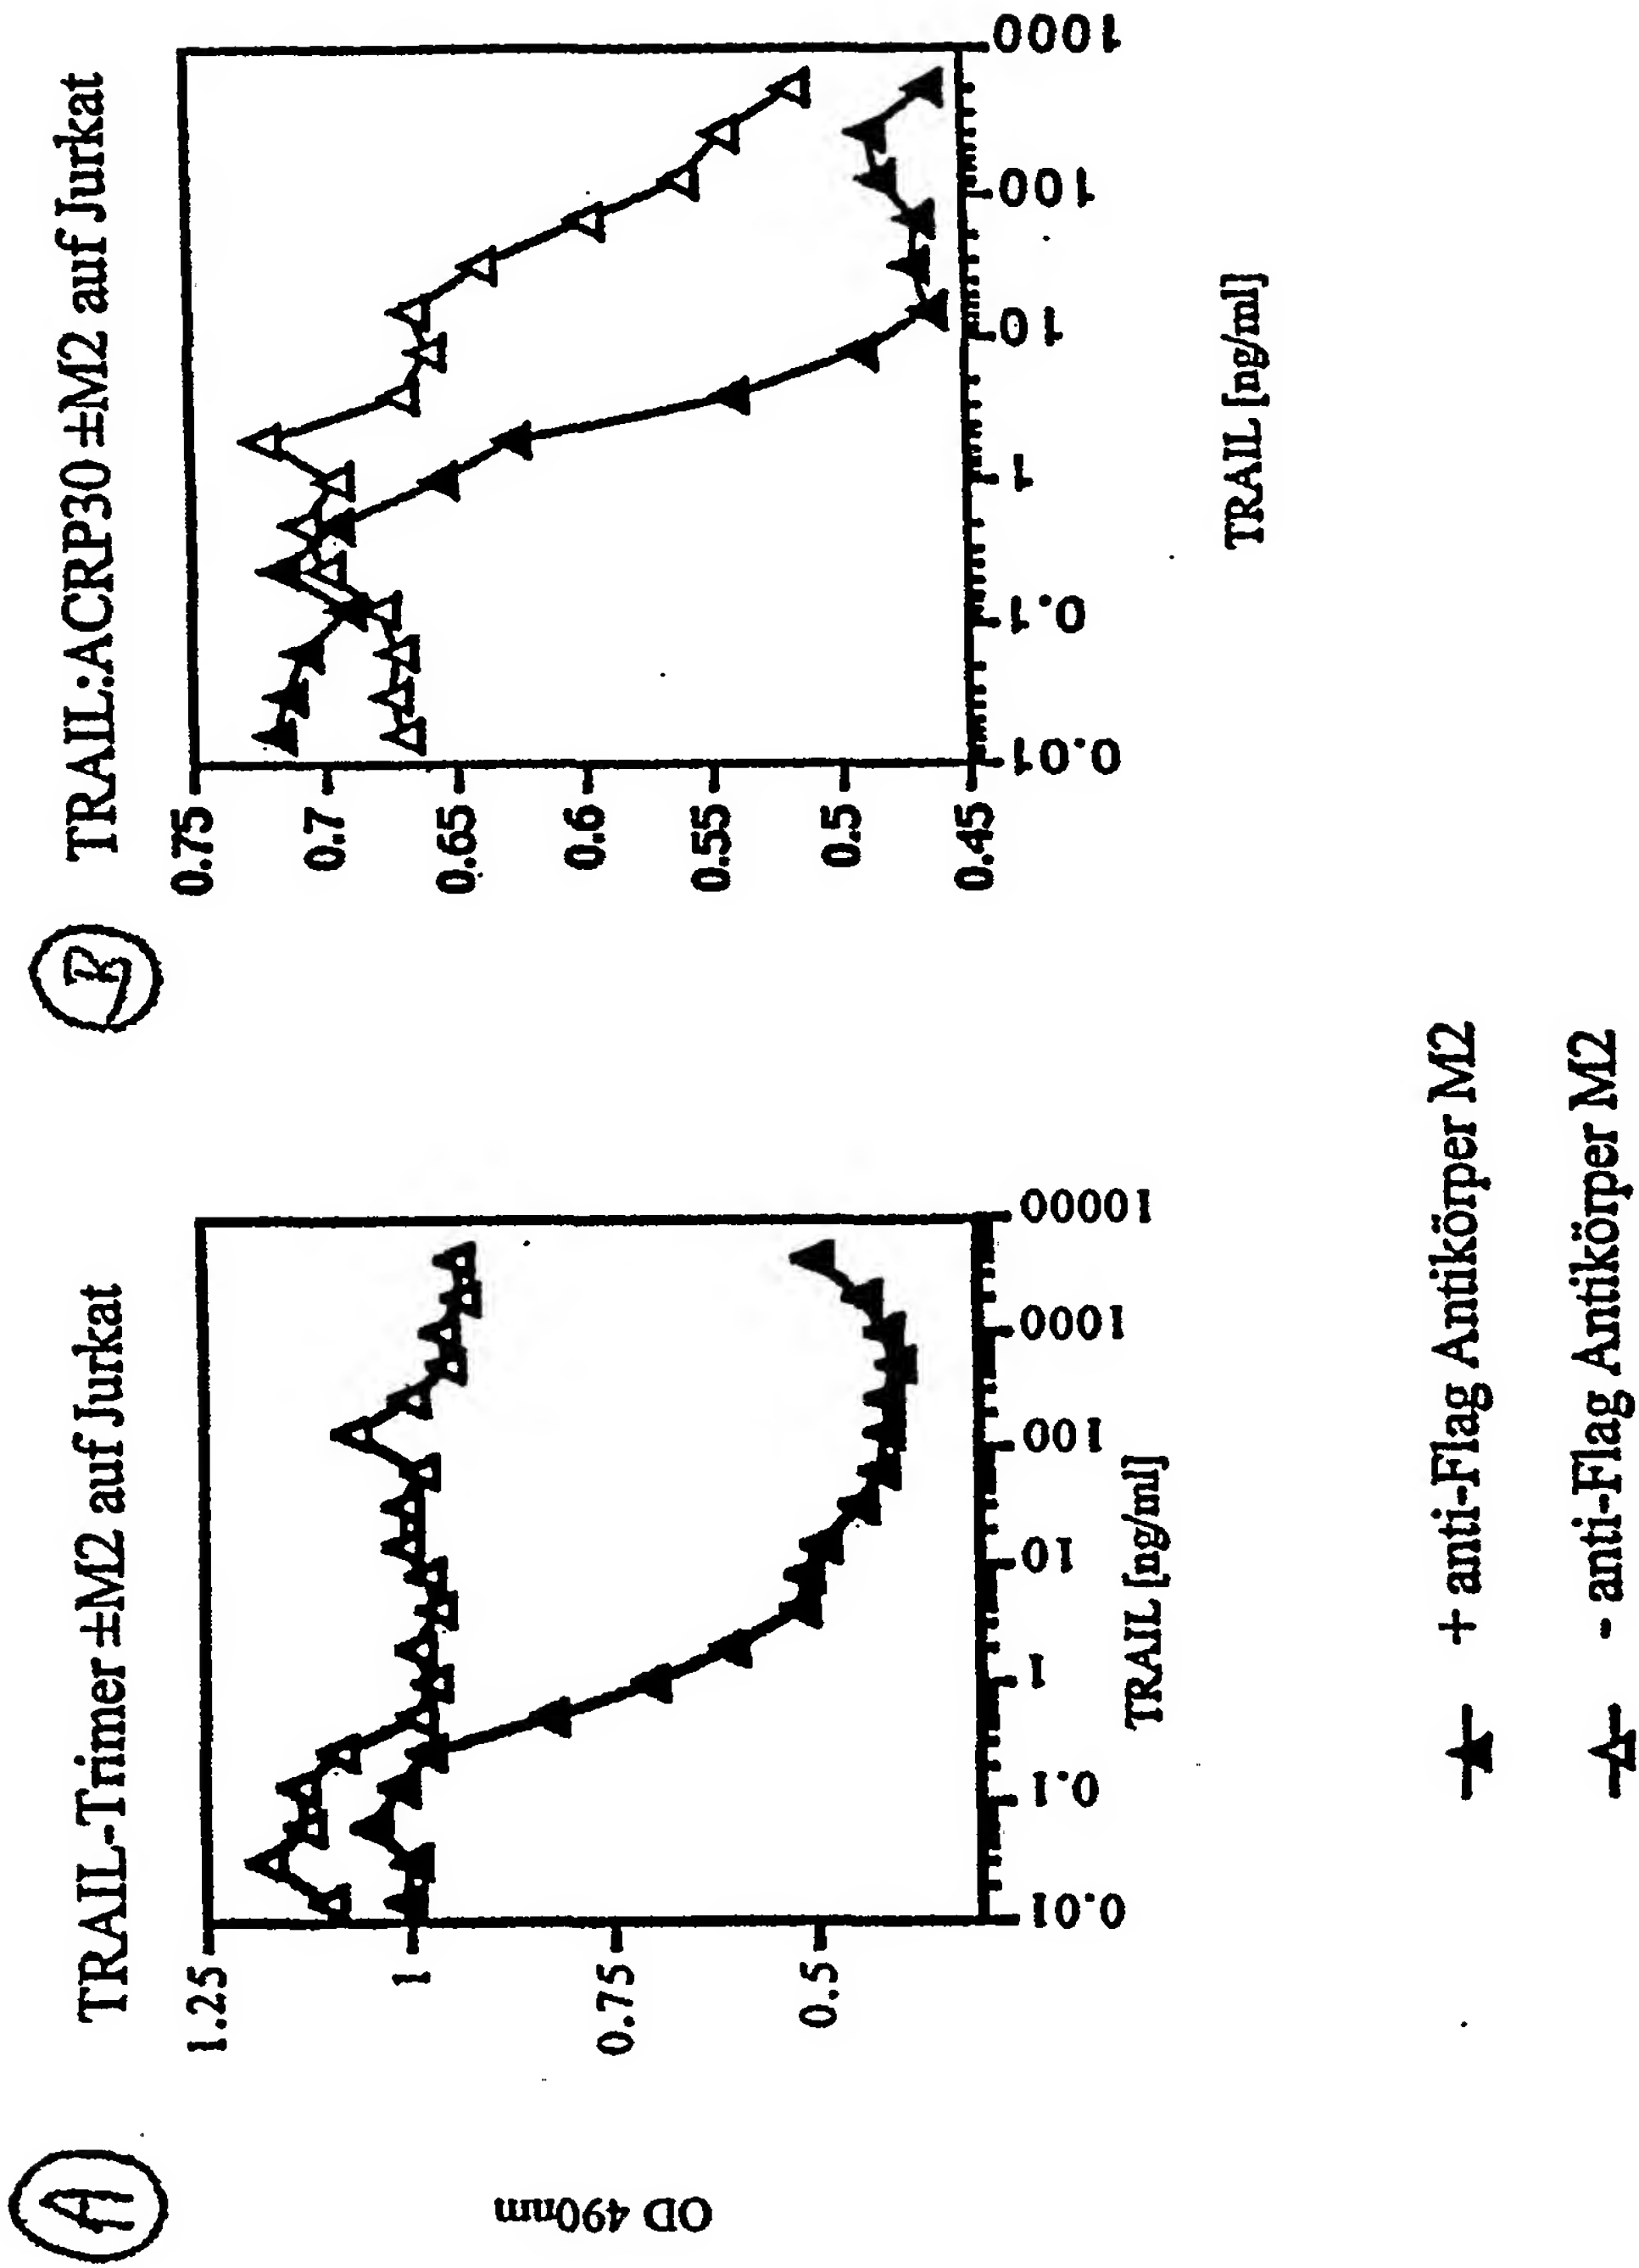 A
TRAIL-Trimer ±M2 auf Jurkat
OD 490nm
1.25
1
0.75
0.5
0.01
0.1
1
10
100
1000
10000
TRAIL [ng/ml]
B
TRAIL:ACRP30 ±M2 auf Jurkat
0.75
0.7
0.65
0.6
0.55
0.5
0.45
0.01
0.1
1
10
100
1000
TRAIL [ng/ml]
+ anti-Flag Antikörper M2
- anti-Flag Antikörper M2